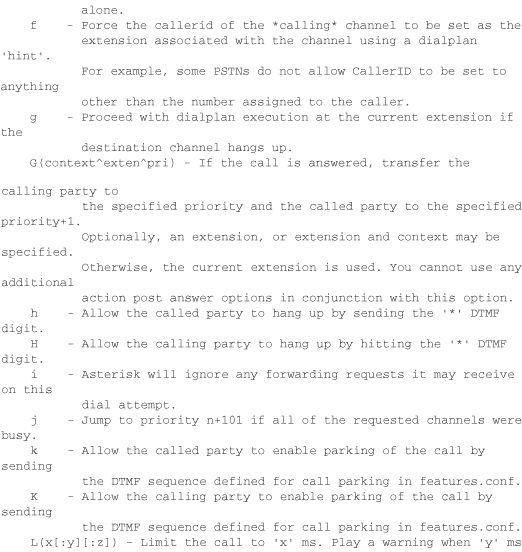 alone.
f - Force the callerid of the *calling* channel to be set as the
extension associated with the channel using a dialplan
'hint'.
For example, some PSTNs do not allow CallerID to be set to
anything
other than the number assigned to the caller.
g - Proceed with dialplan execution at the current extension if
the
destination channel hangs up.
G(context^exten^pri) - If the call is answered, transfer the
calling party to
the specified priority and the called party to the specified
priority+1.
Optionally, an extension, or extension and context may be
specified.
Otherwise, the current extension is used. You cannot use any
additional
action post answer options in conjunction with this option.
h - Allow the called party to hang up by sending the '*' DTMF
digit.
H - Allow the calling party to hang up by hitting the '*' DTMF
digit.
i - Asterisk will ignore any forwarding requests it may receive
on this
dial attempt.
j - Jump to priority n+101 if all of the requested channels were
busy.
k - Allow the called party to enable parking of the call by
sending
the DTMF sequence defined for call parking in features.conf.
K - Allow the calling party to enable parking of the call by
sending
the DTMF sequence defined for call parking in features.conf.
L(x[:y][:z]) - Limit the call to 'x' ms. Play a warning when 'y' ms